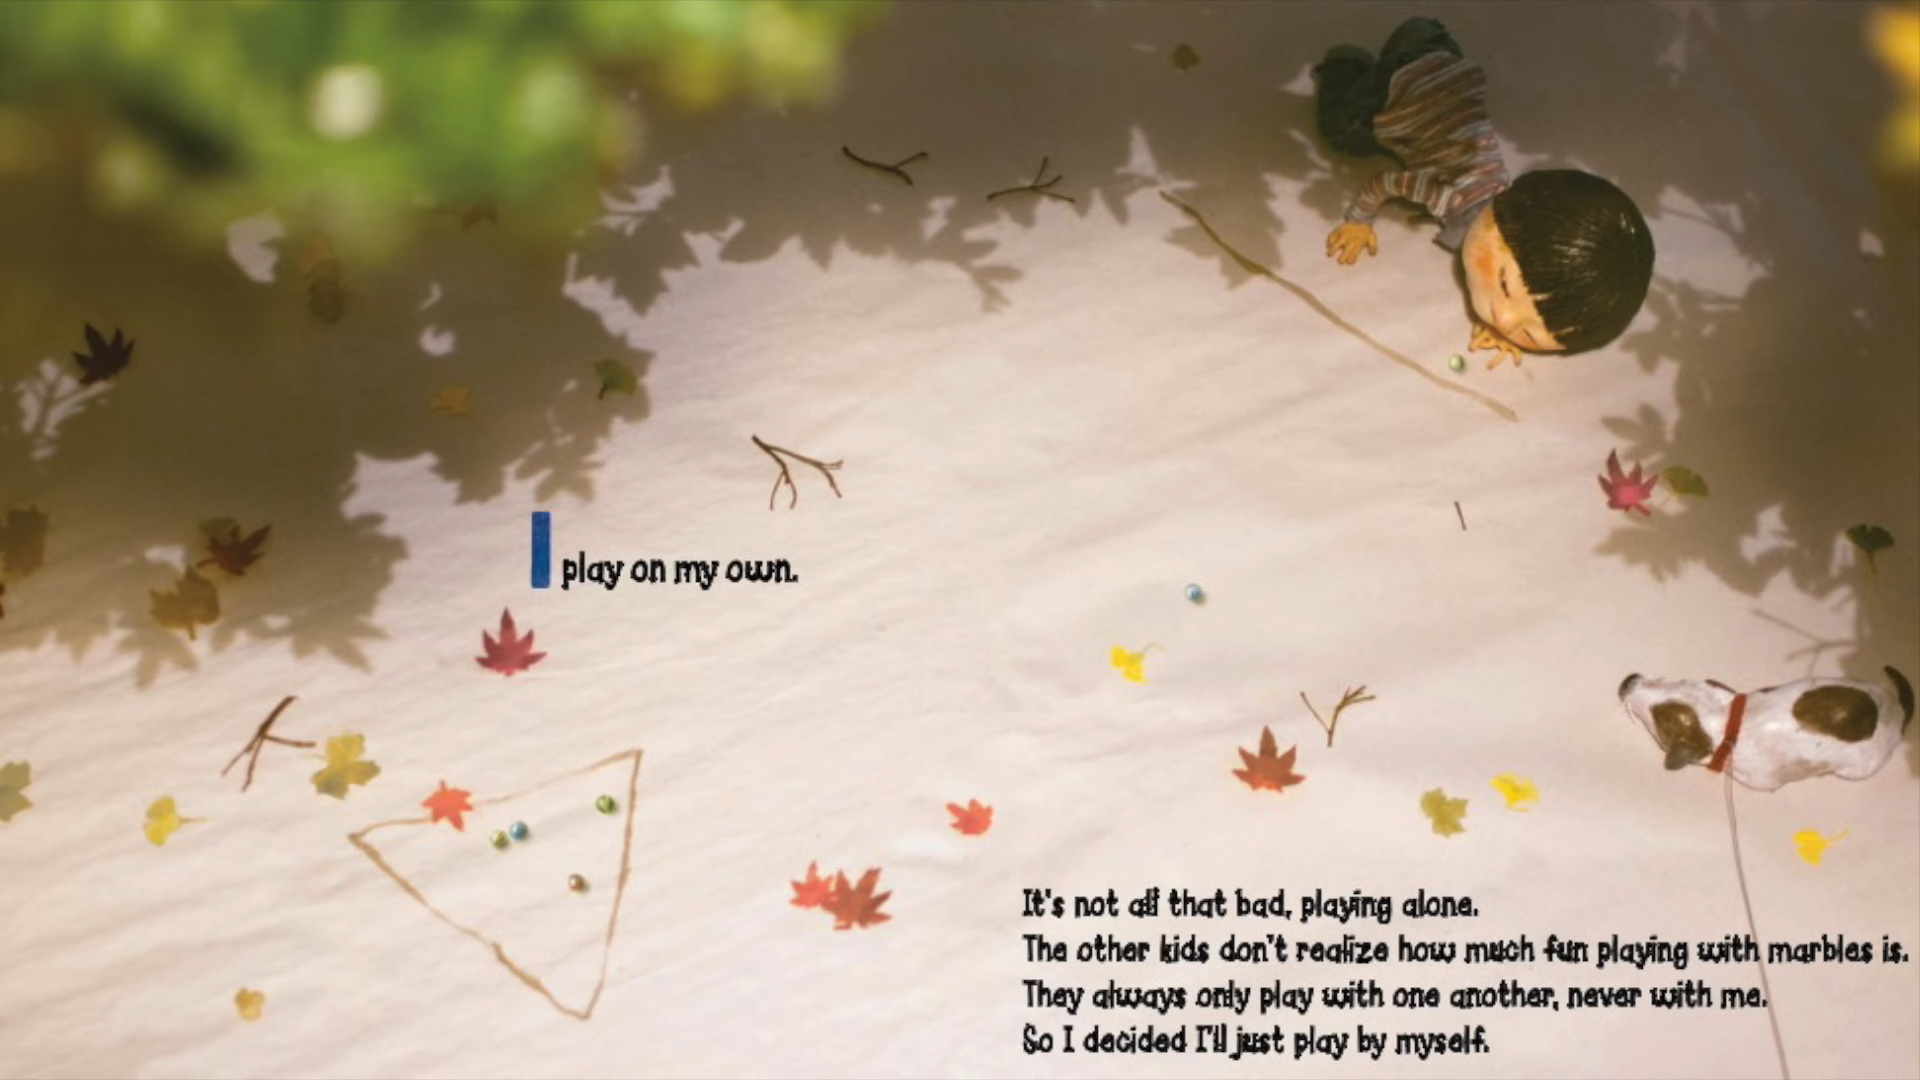 I play on my own.
It's not all that bad, playing alone.
The other kids don't realize how much fun playing with marbles is.
They always only play with one another, never with me.
So I decided I'll just play by myself.